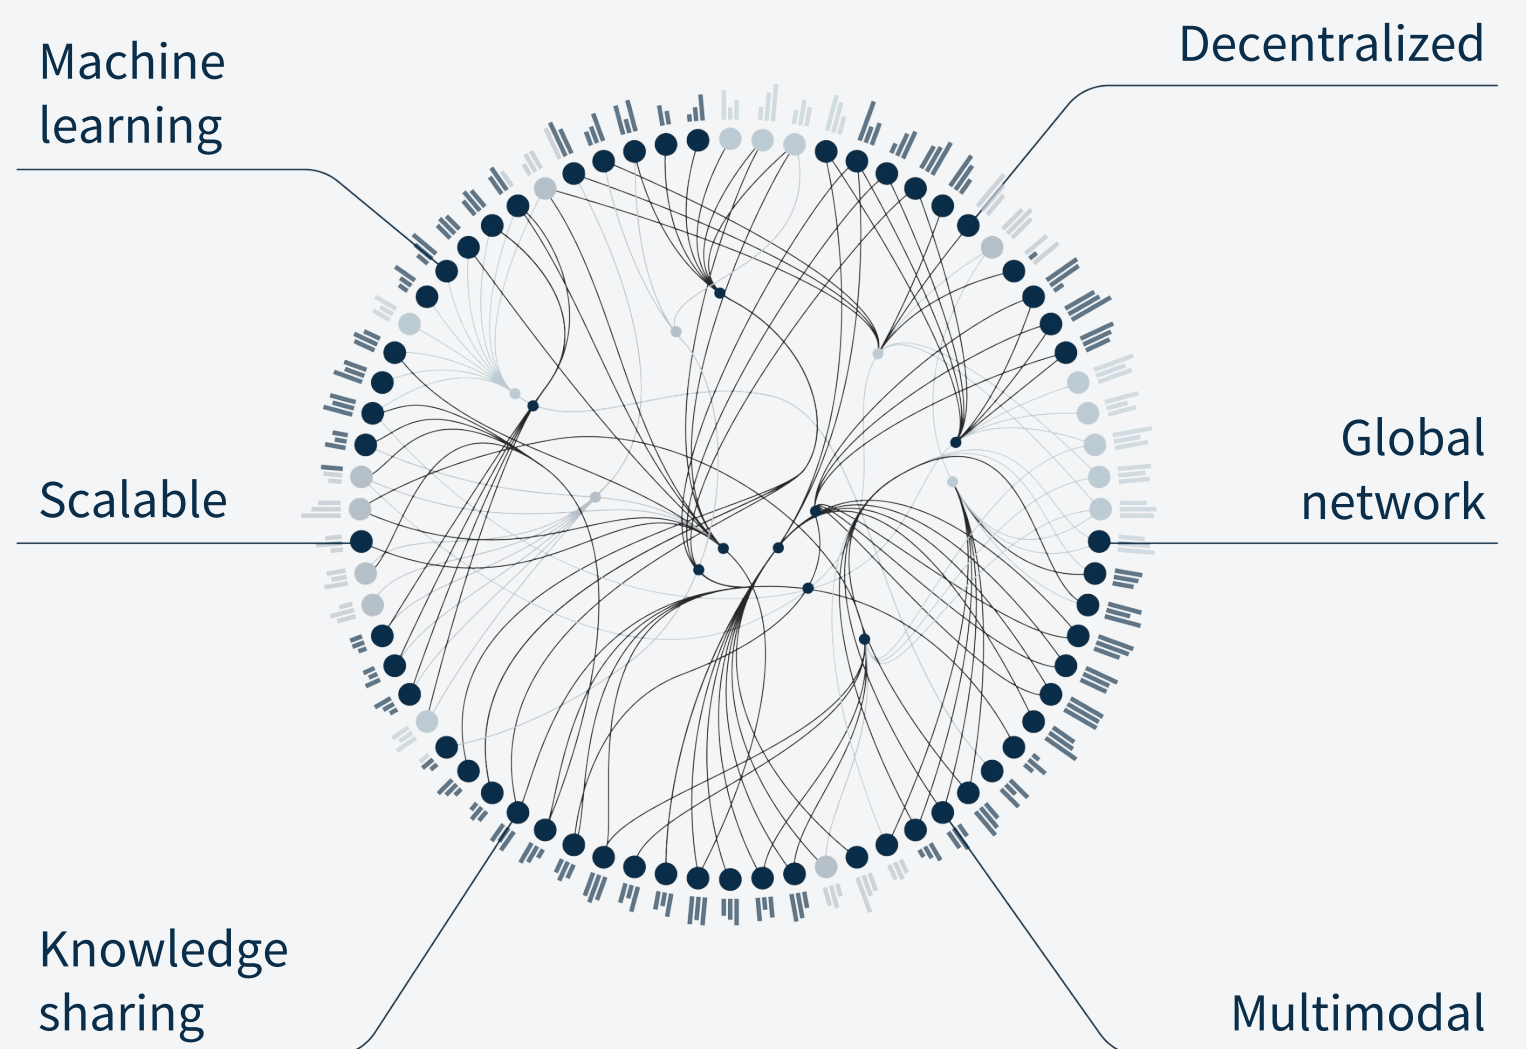 Machine
learning
Decentralized
Scalable
Global
network
Knowledge
sharing
Multimodal